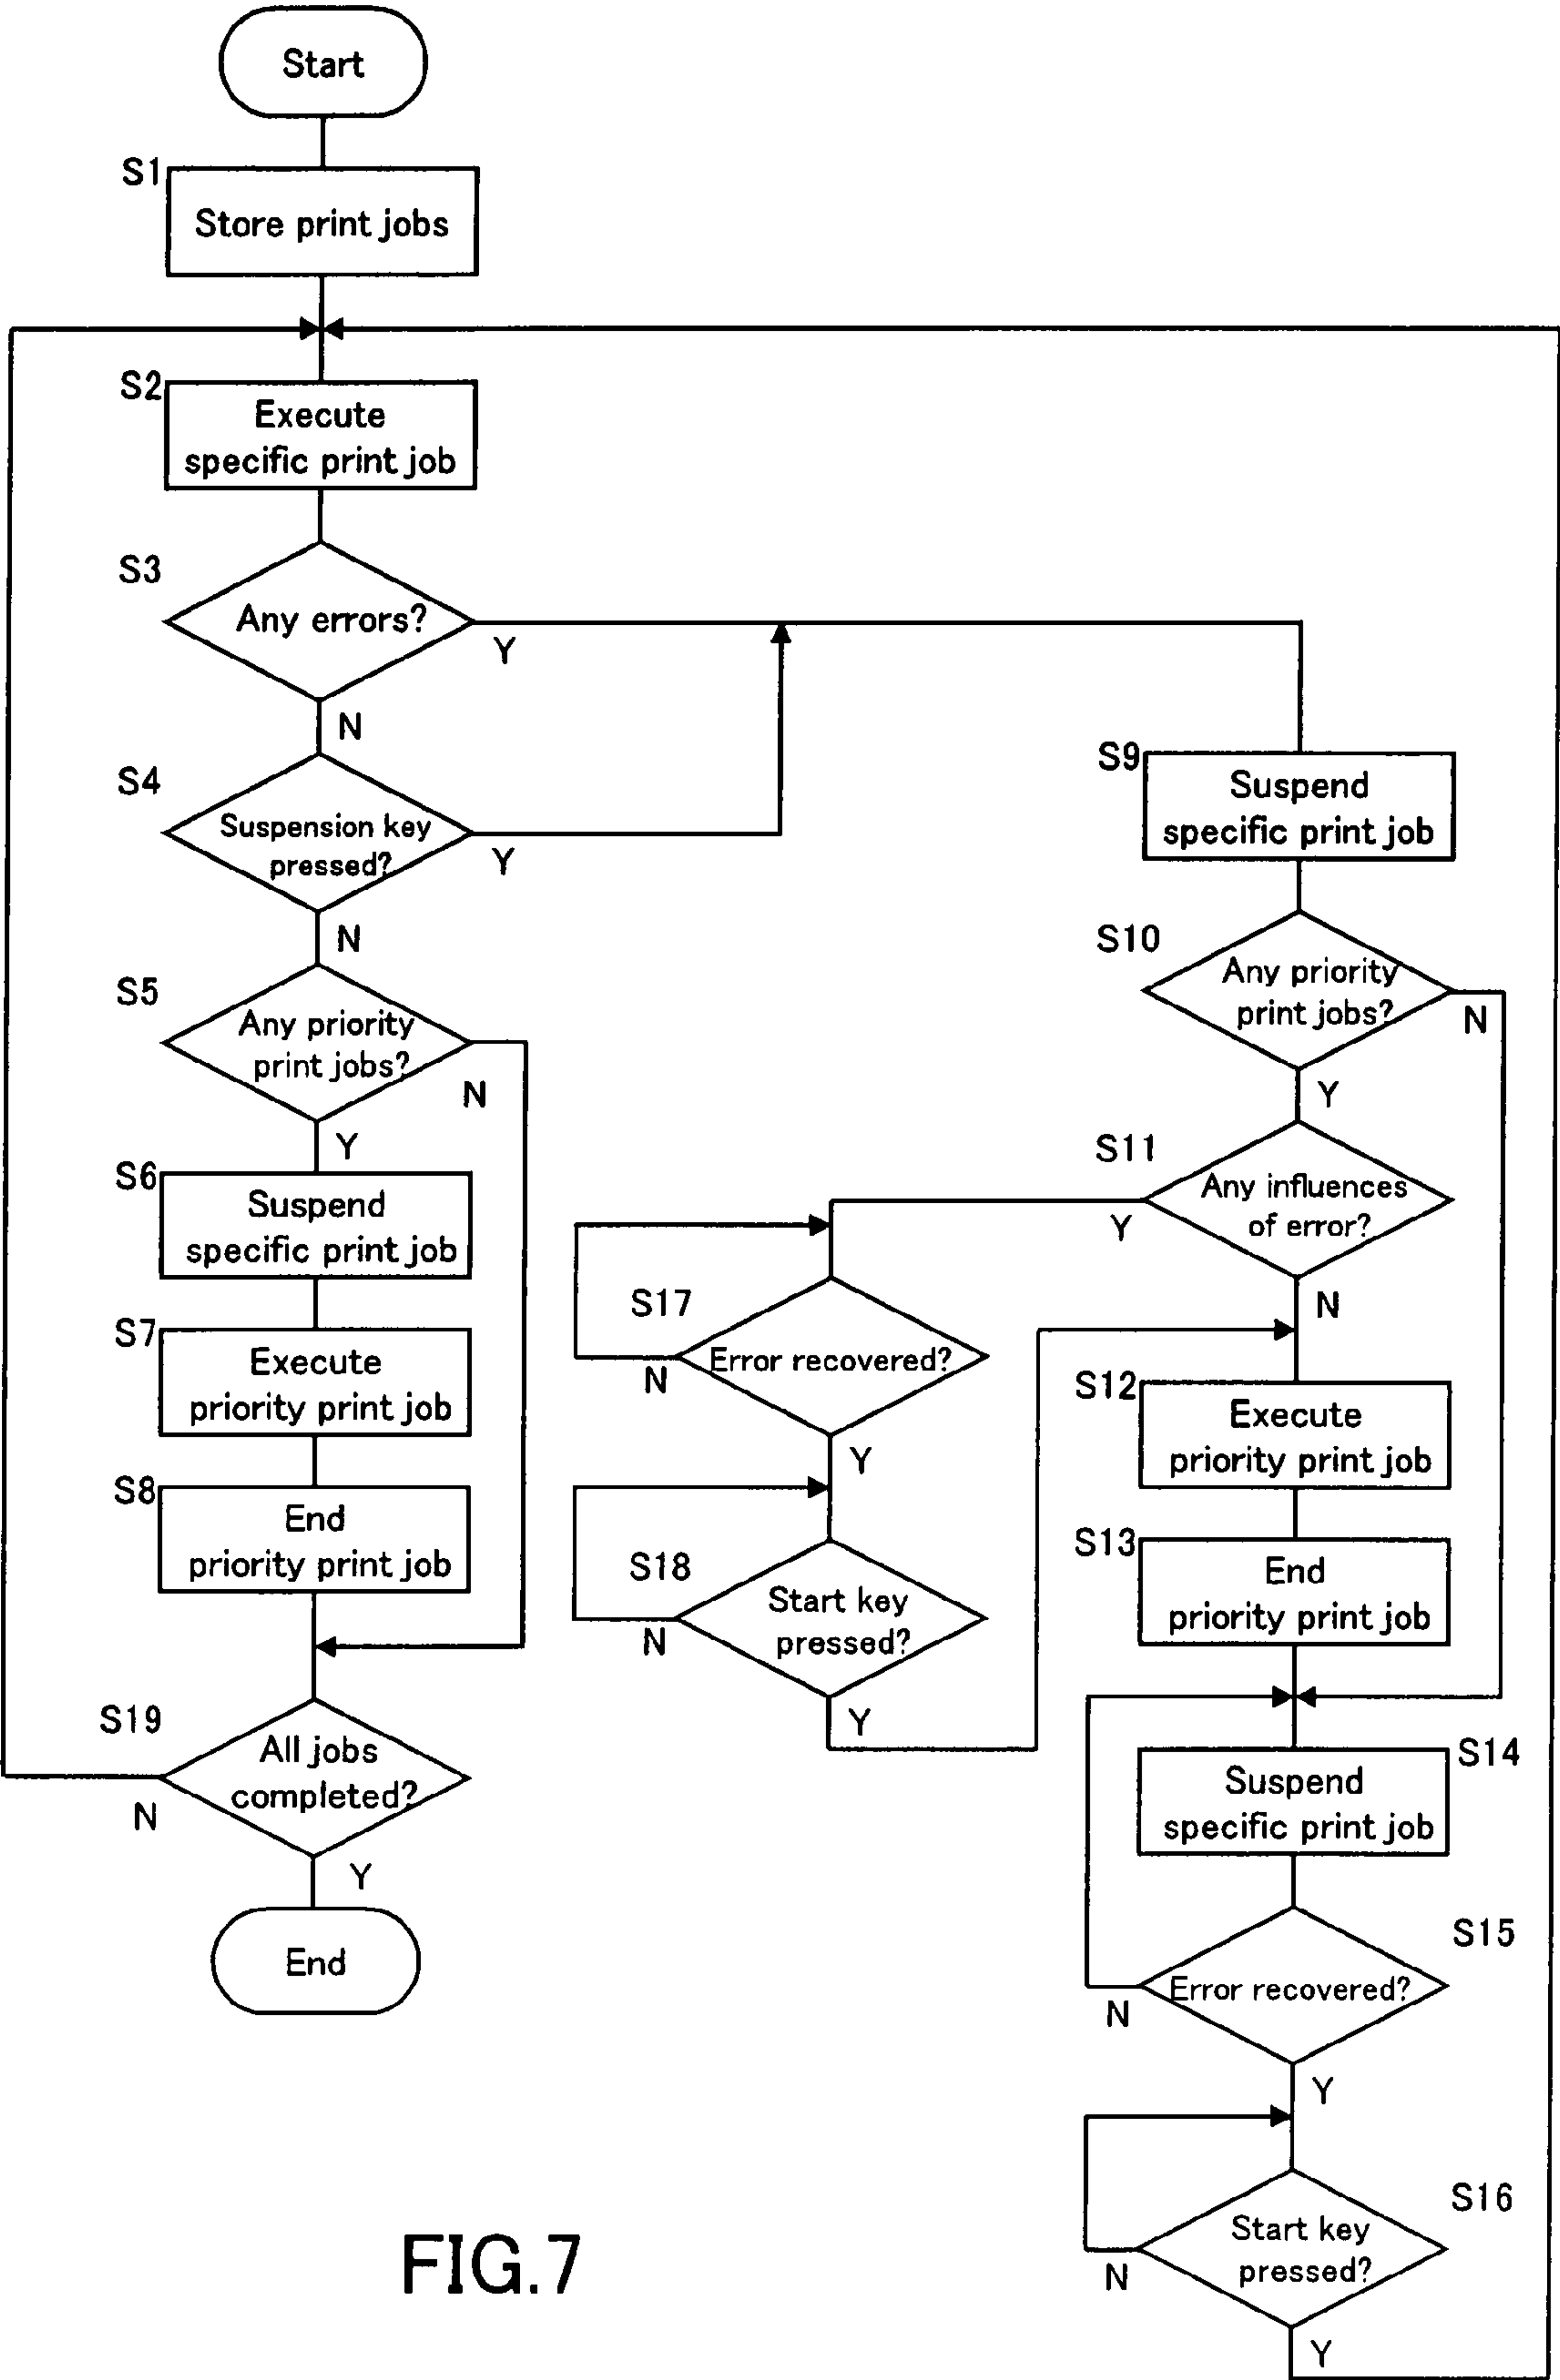 Start
S1
Store print jobs
S2
Execute
specific print job
S3
Any errors?
Y
N
S4
Suspension key
pressed?
Y
N
S5
Any priority
print jobs?
N
Y
S6
Suspend
specific print job
S7
Execute
priority print job
S8
End
priority print job
S19
All jobs
completed?
N
Y
End
S9
Suspend
specific print job
S10
Any priority
print jobs?
N
Y
S11
Any influences
of error?
Y
N
S17
Error recovered?
N
Y
S18
Start key
pressed?
N
Y
S12
Execute
priority print job
S13
End
priority print job
S14
Suspend
specific print job
S15
Error recovered?
N
Y
S16
Start key
pressed?
N
Y
FIG.7